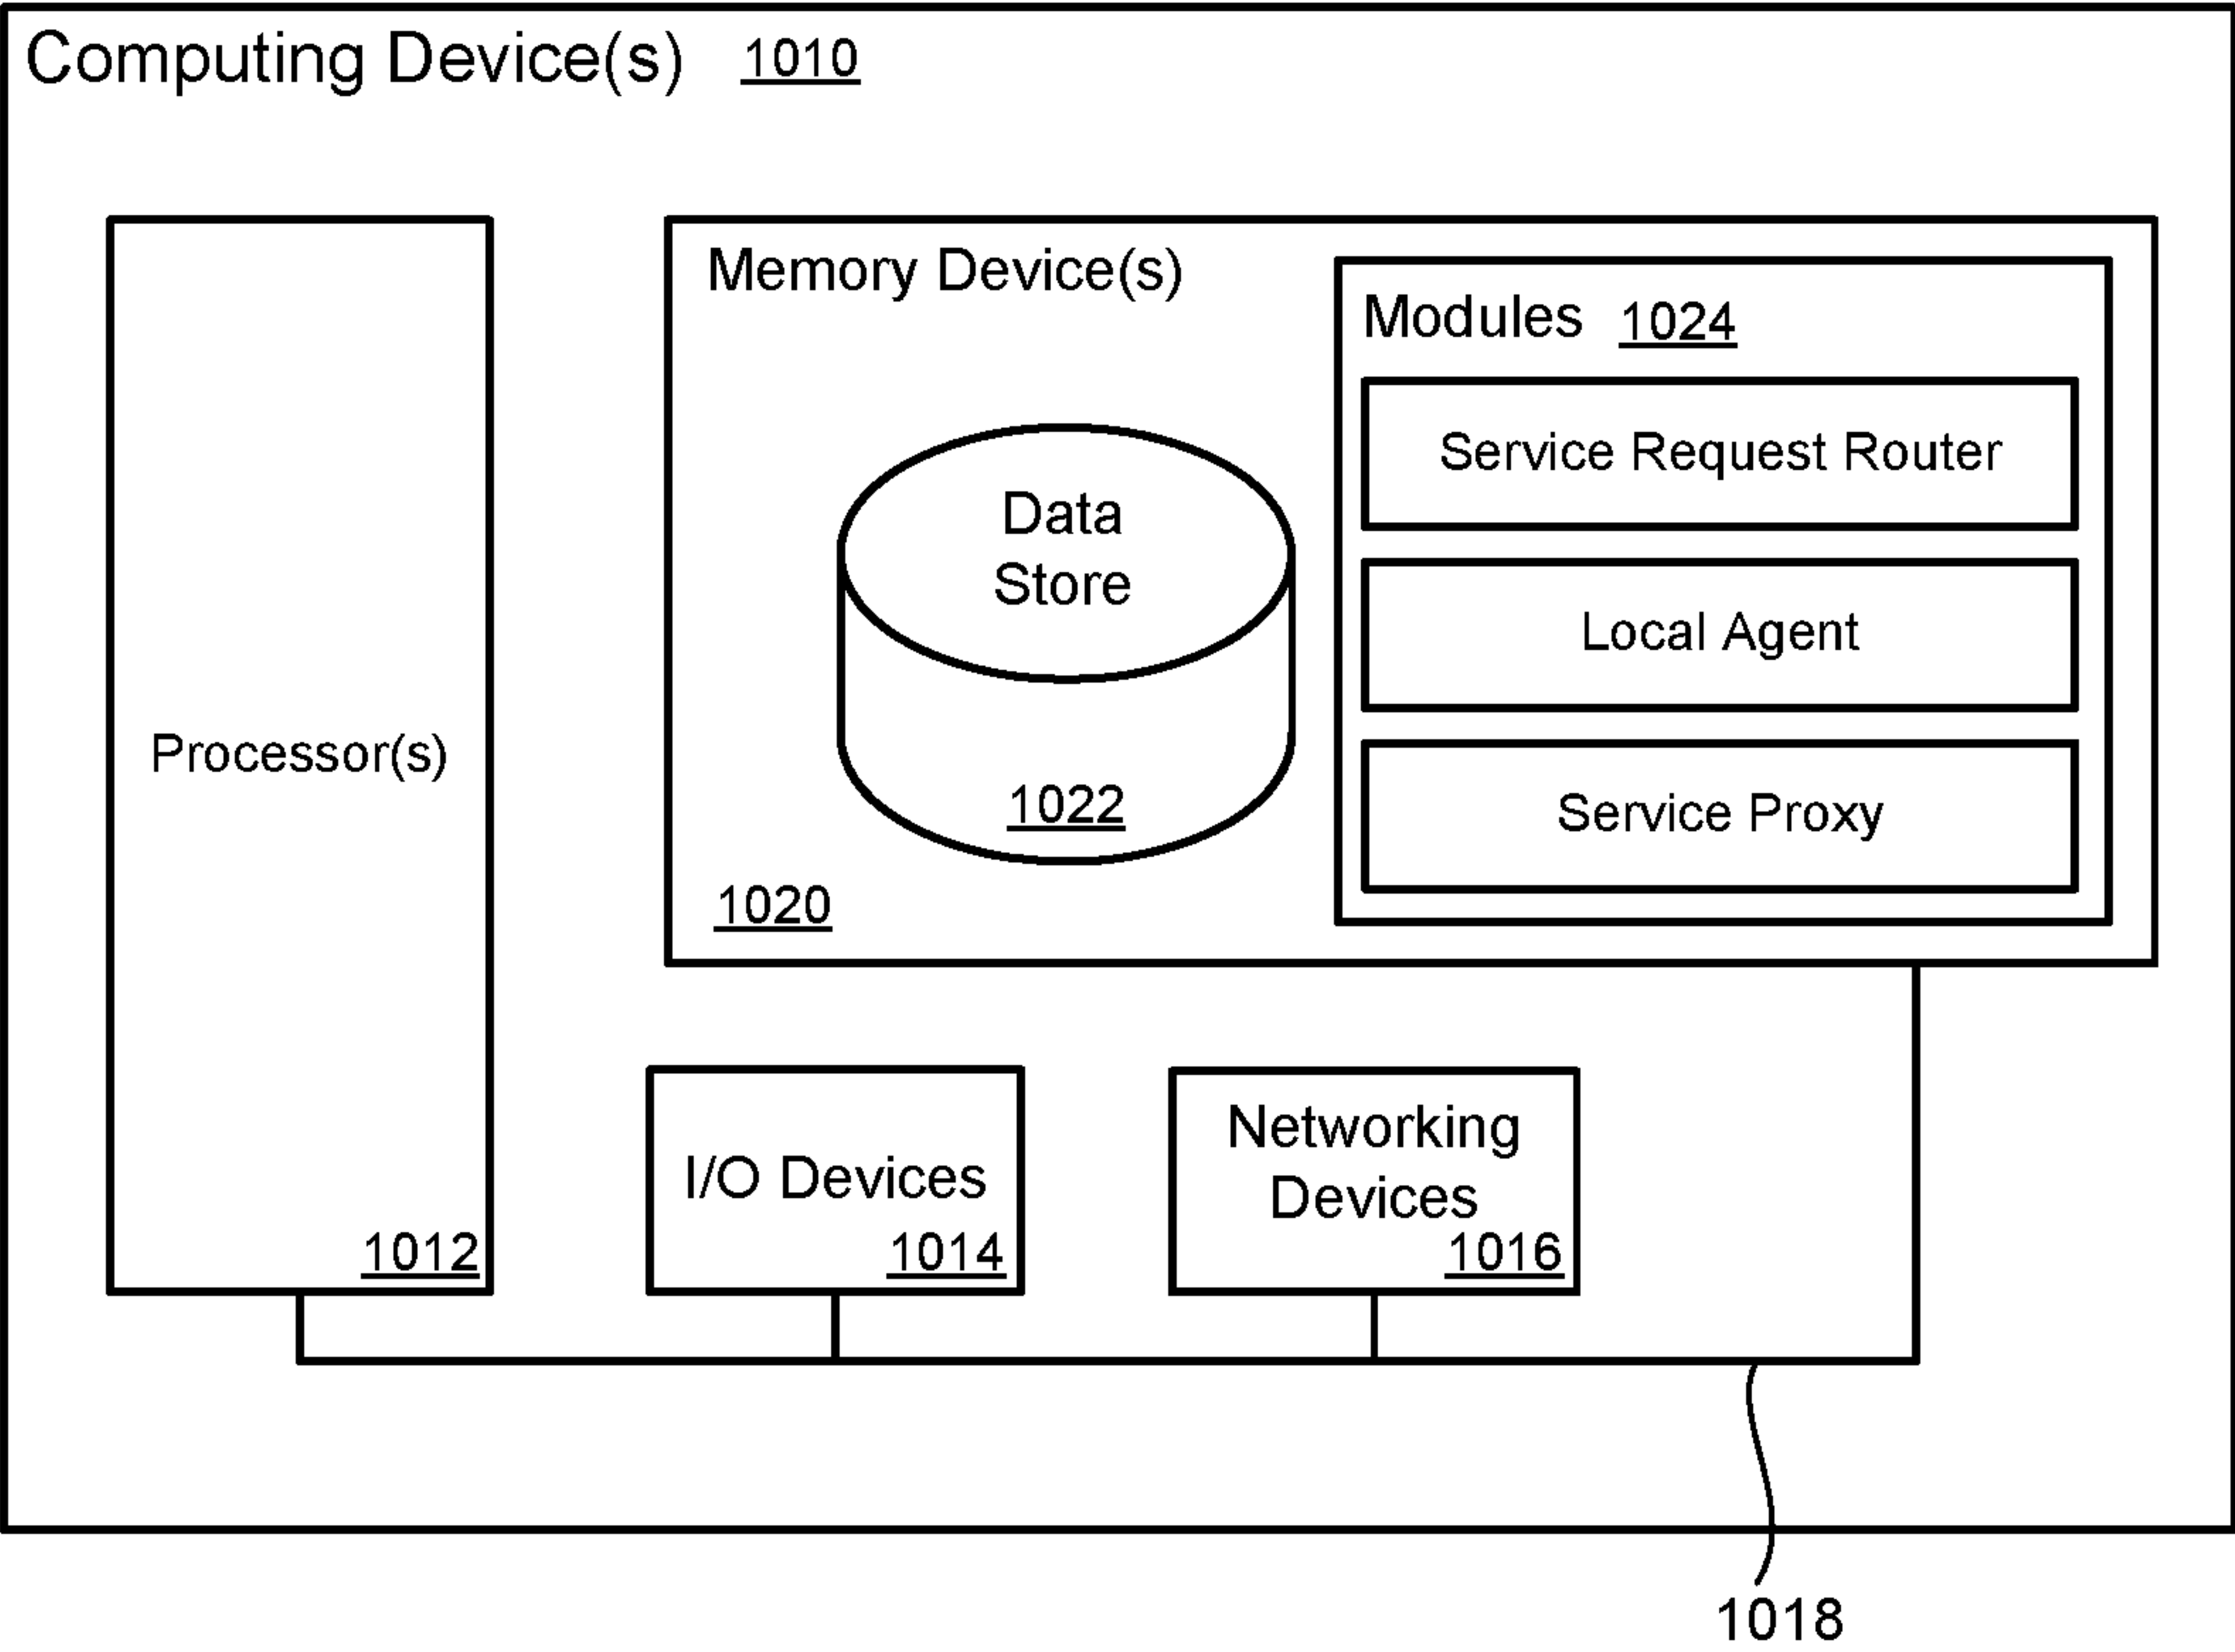 Computing Device(s) 1010
Processor(s)
1012
Memory Device(s)
Data
Store
1022
1020
Modules 1024
Service Request Router
Local Agent
Service Proxy
I/O Devices
1014
Networking
Devices
1016
1018